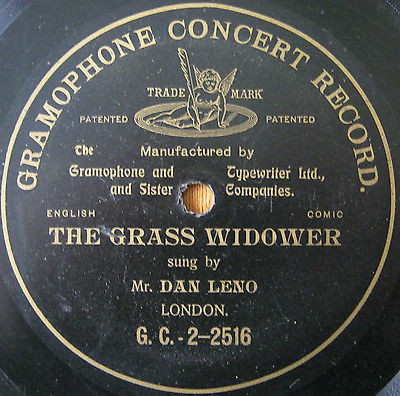 GRAMOPHONE CONCERT RECORD.
TRADE MARK
PATENTED PATENTED
The Manufactured by
Gramophone and Typewriter Ltd.,
and Sister Companies.
ENGLISH COMIC
THE GRASS WIDOWER
sung by
Mr. DAN LENO
LONDON.
G. C. - 2-2516